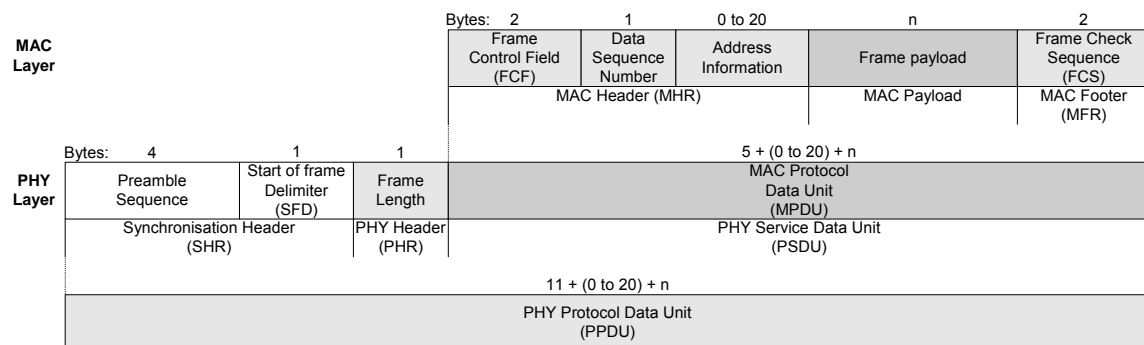 Bytes: 2 1 0 to 20 n 2
MAC Layer
Frame Control Field (FCF)
Data Sequence Number
Address Information
Frame payload
Frame Check Sequence (FCS)
MAC Header (MHR)
MAC Payload
MAC Footer (MFR)
Bytes: 4 1 1 5 + (0 to 20) + n
PHY Layer
Preamble Sequence
Start of frame Delimiter (SFD)
Frame Length
MAC Protocol Data Unit (MPDU)
Synchronisation Header (SHR)
PHY Header (PHR)
PHY Service Data Unit (PSDU)
11 + (0 to 20) + n
PHY Protocol Data Unit (PPDU)